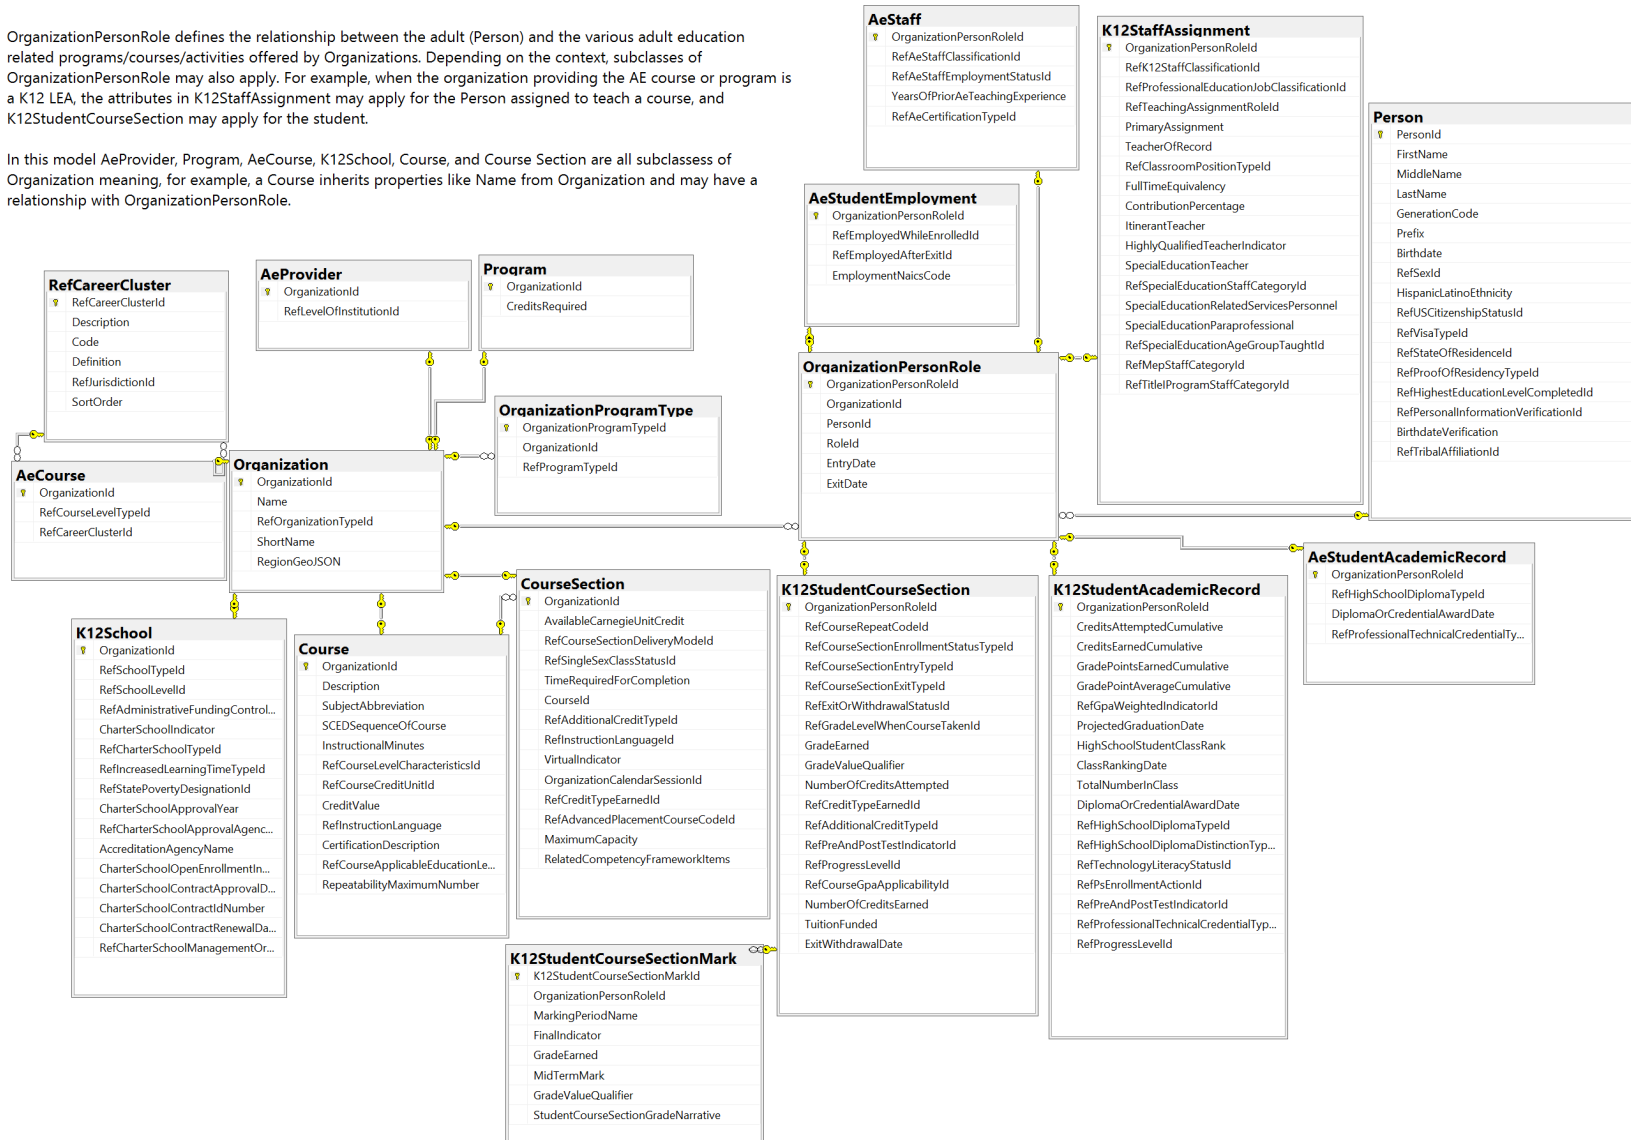 OrganizationPersonRole defines the relationship between the adult (Person) and the various adult education
related programs/courses/activities offered by Organizations. Depending on the context, subclasses of
OrganizationPersonRole may also apply. For example, when the organization providing the AE course or program is
a K12 LEA, the attributes in K12StaffAssignment may apply for the Person assigned to teach a course, and
K12StudentCourseSection may apply for the student.
In this model AeProvider, Program, AeCourse, K12School, Course, and Course Section are all subclassess of
Organization meaning, for example, a Course inherits properties like Name from Organization and may have a
relationship with OrganizationPersonRole.
AeStaff
OrganizationPersonRoleId
RefAeStaffClassificationId
RefAeStaffEmploymentStatusId
YearsOfPriorAeTeachingExperience
RefAeCertificationTypeId
K12StaffAssignment
OrganizationPersonRoleId
RefK12StaffClassificationId
RefProfessionalEducationJobClassificationId
RefTeachingAssignmentRoleId
PrimaryAssignment
TeacherOfRecord
RefClassroomPositionTypeId
FullTimeEquivalency
ContributionPercentage
ItinerantTeacher
HighlyQualifiedTeacherIndicator
SpecialEducationTeacher
RefSpecialEducationStaffCategoryId
SpecialEducationRelatedServicesPersonnel
SpecialEducationParaprofessional
RefSpecialEducationAgeGroupTaughtId
RefMepStaffCategoryId
RefTitleIProgramStaffCategoryId
Person
PersonId
FirstName
MiddleName
LastName
GenerationCode
Prefix
Birthdate
RefSexId
HispanicLatinoEthnicity
RefUSCitizenshipStatusId
RefVisaTypeId
RefStateOfResidenceId
RefProofOfResidencyTypeId
RefHighestEducationLevelCompletedId
RefPersonalInformationVerificationId
BirthdateVerification
RefTribalAffiliationId
AeStudentEmployment
OrganizationPersonRoleId
RefEmployedWhileEnrolledId
RefEmployedAfterExitId
EmploymentNaicsCode
RefCareerCluster
RefCareerClusterId
Description
Code
Definition
RefJurisdictionId
SortOrder
AeProvider
OrganizationId
RefLevelOfInstitutionId
Program
OrganizationId
CreditsRequired
OrganizationProgramType
OrganizationProgramTypeId
OrganizationId
RefProgramTypeId
OrganizationPersonRole
OrganizationPersonRoleId
OrganizationId
PersonId
RoleId
EntryDate
ExitDate
AeCourse
OrganizationId
RefCourseLevelTypeId
RefCareerClusterId
Organization
OrganizationId
Name
RefOrganizationTypeId
ShortName
RegionGeoJSON
AeStudentAcademicRecord
OrganizationPersonRoleId
RefHighSchoolDiplomaTypeId
DiplomaOrCredentialAwardDate
RefProfessionalTechnicalCredentialTy...
K12School
OrganizationId
RefSchoolTypeId
RefSchoolLevelId
RefAdministrativeFundingControl...
CharterSchoolIndicator
RefCharterSchoolTypeId
RefIncreasedLearningTimeTypeId
RefStatePovertyDesignationId
CharterSchoolApprovalYear
RefCharterSchoolApprovalAgenc...
AccreditationAgencyName
CharterSchoolOpenEnrollmentIn...
CharterSchoolContractApprovalD...
CharterSchoolContractIdNumber
CharterSchoolContractRenewalDa...
RefCharterSchoolManagementOr...
Course
OrganizationId
Description
SubjectAbbreviation
SCEDSequenceOfCourse
InstructionalMinutes
RefCourseLevelCharacteristicsId
RefCourseCreditUnitId
CreditValue
RefInstructionLanguage
CertificationDescription
RefCourseApplicableEducationLe...
RepeatabilityMaximumNumber
CourseSection
OrganizationId
AvailableCarnegieUnitCredit
RefCourseSectionDeliveryModeId
RefSingleSexClassStatusId
TimeRequiredForCompletion
CourseId
RefAdditionalCreditTypeId
RefInstructionLanguageId
VirtualIndicator
OrganizationCalendarSessionId
RefCreditTypeEarnedId
RefAdvancedPlacementCourseCodeId
MaximumCapacity
RelatedCompetencyFrameworkItems
K12StudentCourseSection
OrganizationPersonRoleId
RefCourseRepeatCodeId
RefCourseSectionEnrollmentStatusTypeId
RefCourseSectionEntryTypeId
RefCourseSectionExitTypeId
RefExitOrWithdrawalStatusId
RefGradeLevelWhenCourseTakenId
GradeEarned
GradeValueQualifier
NumberOfCreditsAttempted
RefCreditTypeEarnedId
RefAdditionalCreditTypeId
RefPreAndPostTestIndicatorId
RefProgressLevelId
RefCourseGpaApplicabilityId
NumberOfCreditsEarned
TuitionFunded
ExitWithdrawalDate
K12StudentAcademicRecord
OrganizationPersonRoleId
CreditsAttemptedCumulative
CreditsEarnedCumulative
GradePointsEarnedCumulative
GradePointAverageCumulative
RefGpaWeightedIndicatorId
ProjectedGraduationDate
HighSchoolStudentClassRank
ClassRankingDate
TotalNumberInClass
DiplomaOrCredentialAwardDate
RefHighSchoolDiplomaTypeId
RefHighSchoolDiplomaDistinctionTyp...
RefTechnologyLiteracyStatusId
RefPsEnrollmentActionId
RefPreAndPostTestIndicatorId
RefProfessionalTechnicalCredentialTyp...
RefProgressLevelId
K12StudentCourseSectionMark
K12StudentCourseSectionMarkId
OrganizationPersonRoleId
MarkingPeriodName
FinalIndicator
GradeEarned
MidTermMark
GradeValueQualifier
StudentCourseSectionGradeNarrative